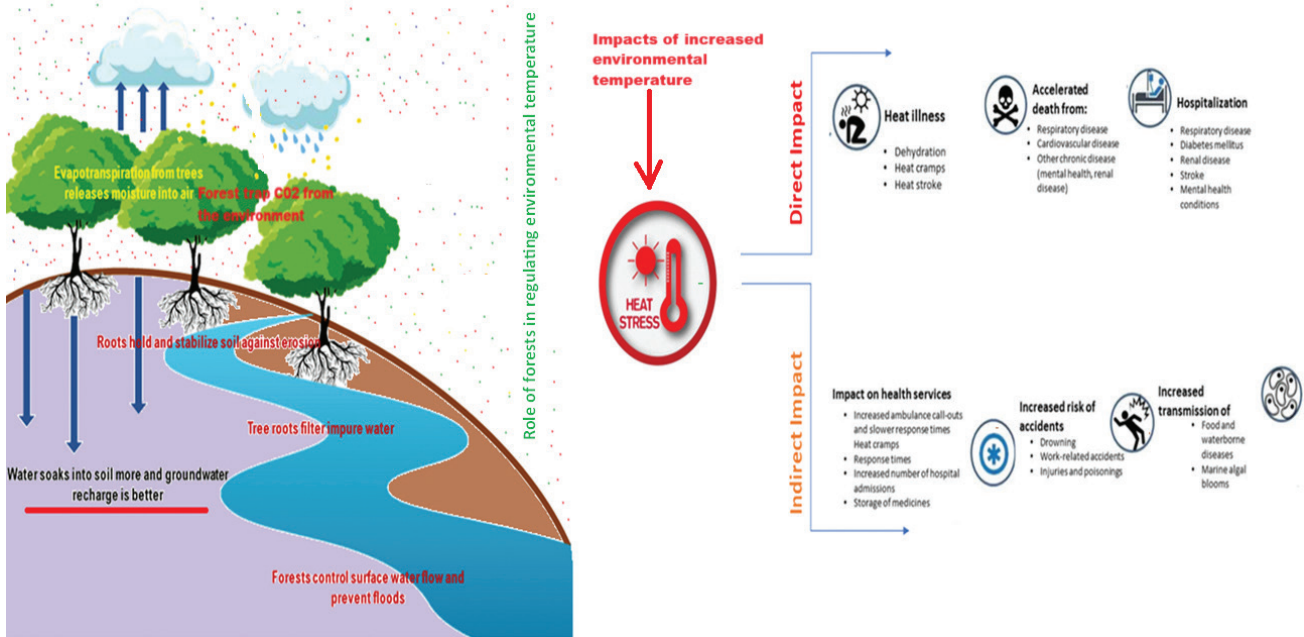 Evapotranspiration from trees
releases moisture into air
Forest trap CO2 from
the environment
Roots hold and stabilize soil against erosion
Tree roots filter impure water
Water soaks into soil more and groundwater
recharge is better
Forests control surface water flow and
prevent floods
Role of forests in regulating environmental temperature
Impacts of increased
environmental
temperature
HEAT
STRESS
Direct Impact
Heat illness
• Dehydration
• Heat cramps
• Heat stroke
Accelerated
death from:
• Respiratory disease
• Cardiovascular disease
• Other chronic disease
(mental health, renal
disease)
Hospitalization
• Respiratory disease
• Diabetes mellitus
• Renal disease
• Stroke
• Mental health
conditions
Indirect Impact
Impact on health services
• Increased ambulance call-outs
and slower response times
Heat cramps
• Response times
• Increased number of hospital
admissions
• Storage of medicines
Increased risk of
accidents
• Drowning
• Work-related accidents
• Injuries and poisonings
Increased
transmission of
• Food and
waterborne
diseases
• Marine algal
blooms